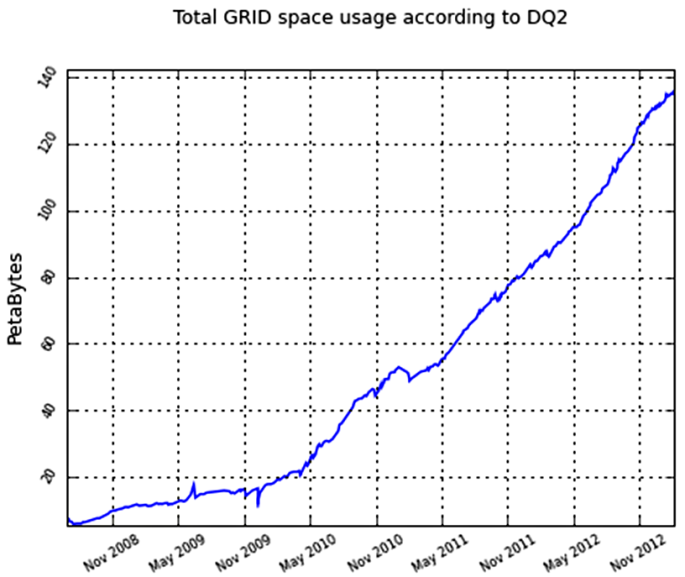 Total GRID space usage according to DQ2
PetaBytes
140
120
100
80
60
40
20
Nov 2008
May 2009
Nov 2009
May 2010
Nov 2010
May 2011
Nov 2011
May 2012
Nov 2012